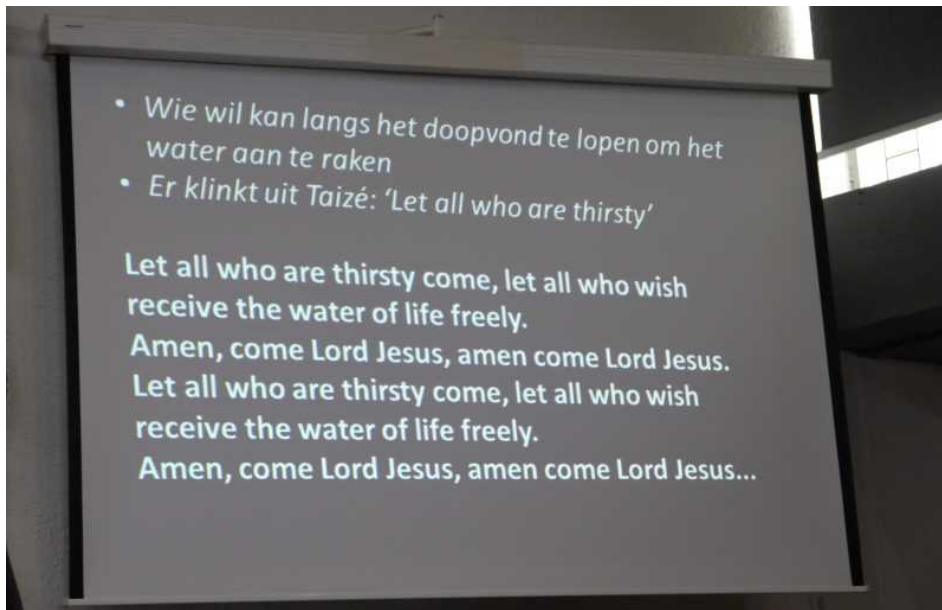 • Wie wil kan langs het doopvond te lopen om het
water aan te raken
• Er klinkt uit Taizé: ‘Let all who are thirsty’
Let all who are thirsty come, let all who wish
receive the water of life freely.
Amen, come Lord Jesus, amen come Lord Jesus.
Let all who are thirsty come, let all who wish
receive the water of life freely.
Amen, come Lord Jesus, amen come Lord Jesus...